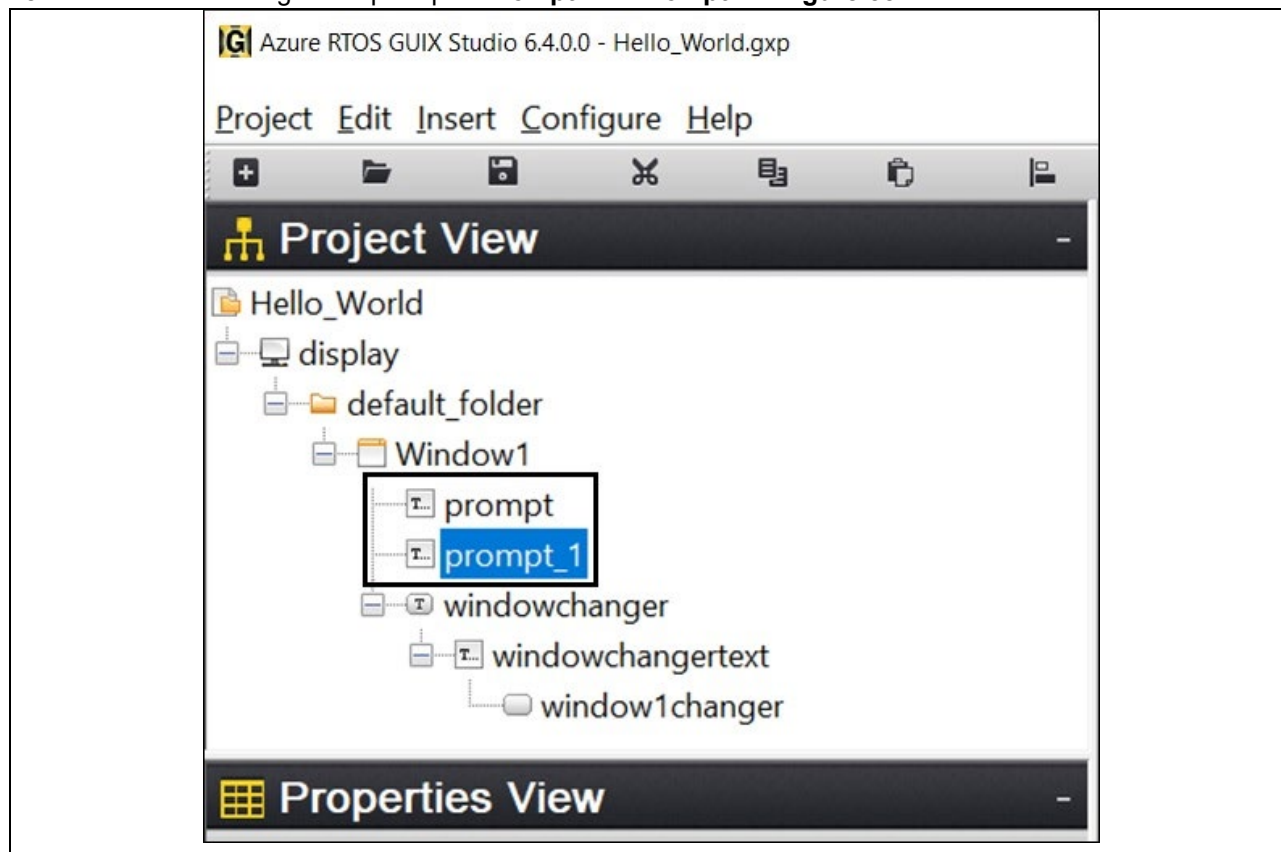 Azure RTOS GUIX Studio 6.4.0.0 - Hello_World.gxp
Project Edit Insert Configure Help
Project View -
Hello_World
display
default_folder
Window1
T... prompt
T... prompt_1
T windowchanger
T... windowchangertext
window1changer
Properties View -